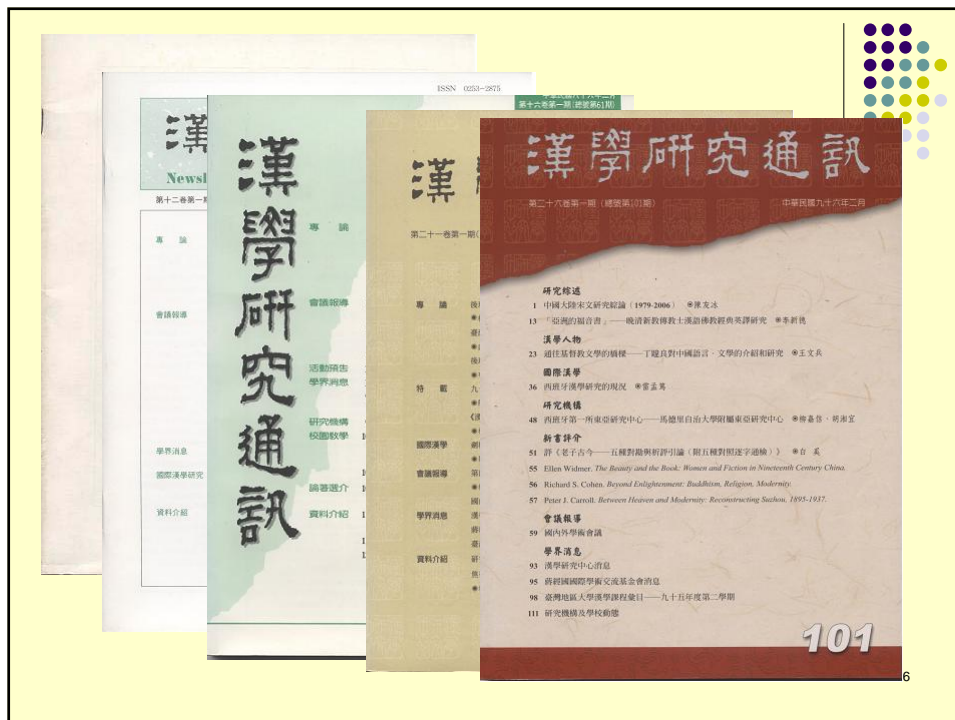 ISSN 0253-2875
漢
Newsl
第十二卷第一期
專 論
會議報導
學界消息
國際漢學研究
資料介紹
第十六卷第一期(總號第61期)
漢學研究通訊
專 論
會議報導
活動預告
學界消息
研究機構
校園教學
論著選介
資料介紹
漢
第二十一卷第一期
專 論
特 載
國際漢學
會議報導
學界消息
資料介紹
漢學研究通訊
第二十六卷第一期(總號第101期) 中華民國九十六年二月
研究綜述
1 中國大陸宋文研究綜論(1979-2006) ※陳友冰
13 「亞洲的福音書」——晚清新教傳教士漢語佛教經典英譯研究 ※李新德
漢學人物
23 通往基督教文學的橋樑——丁韙良對中國語言、文學的介紹和研究 ※王文兵
國際漢學
36 西班牙漢學研究的現況 ※雷孟篤
研究機構
48 西班牙第一所東亞研究中心——馬德里自治大學附屬東亞研究中心
新書評介
51 評《老子古今——五種對勘與析評引論(附五種對照逐字通檢)》 ※白 奚
55 Ellen Widmer. The Beauty and the Book: Women and Fiction in Nineteenth Century China.
56 Richard S. Cohen. Beyond Enlightenment: Buddhism, Religion, Modernity.
57 Peter J. Carroll. Between Heaven and Modernity: Reconstructing Suzhou, 1895-1937.
會議報導
59 國內外學術會議
學界消息
93 漢學研究中心消息
95 蔣經國國際學術交流基金會消息
98 臺灣地區大學漢學課程彙目——九十五年度第二學期
111 研究機構及學校動態
101
6